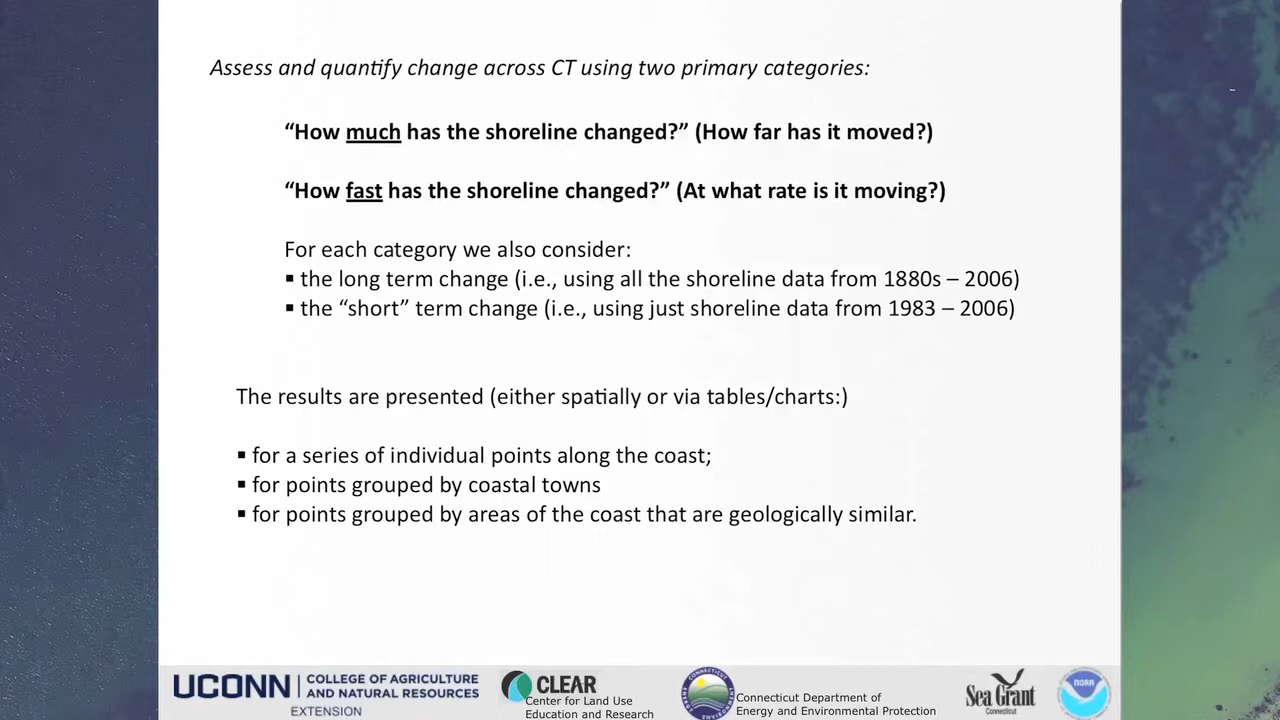 Assess and quantify change across CT using two primary categories:
“How much has the shoreline changed?” (How far has it moved?)
“How fast has the shoreline changed?” (At what rate is it moving?)
For each category we also consider:
▪ the long term change (i.e., using all the shoreline data from 1880s – 2006)
▪ the “short” term change (i.e., using just shoreline data from 1983 – 2006)
The results are presented (either spatially or via tables/charts:)
▪ for a series of individual points along the coast;
▪ for points grouped by coastal towns
▪ for points grouped by areas of the coast that are geologically similar.
UCONN | COLLEGE OF AGRICULTURE
AND NATURAL RESOURCES
EXTENSION
CLEAR
Center for Land Use
Education and Research
Connecticut Department of
Energy and Environmental Protection
Sea Grant
Connecticut
NOAA